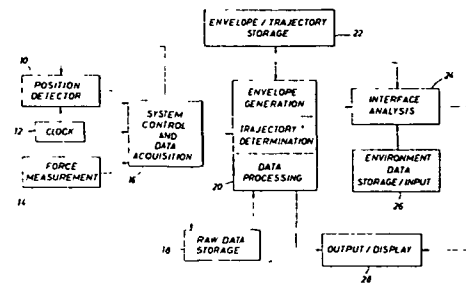 ENVELOPE / TRAJECTORY
STORAGE
22
10
POSITION
DETECTOR
12
CLOCK
FORCE
MEASUREMENT
14
SYSTEM
CONTROL
AND
DATA
ACQUISITION
16
ENVELOPE
GENERATION
TRAJECTORY
DETERMINATION
DATA
PROCESSING
20
24
INTERFACE
ANALYSIS
ENVIRONMENT
DATA
STORAGE/INPUT
26
18
RAW DATA
STORAGE
OUTPUT/DISPLAY
28